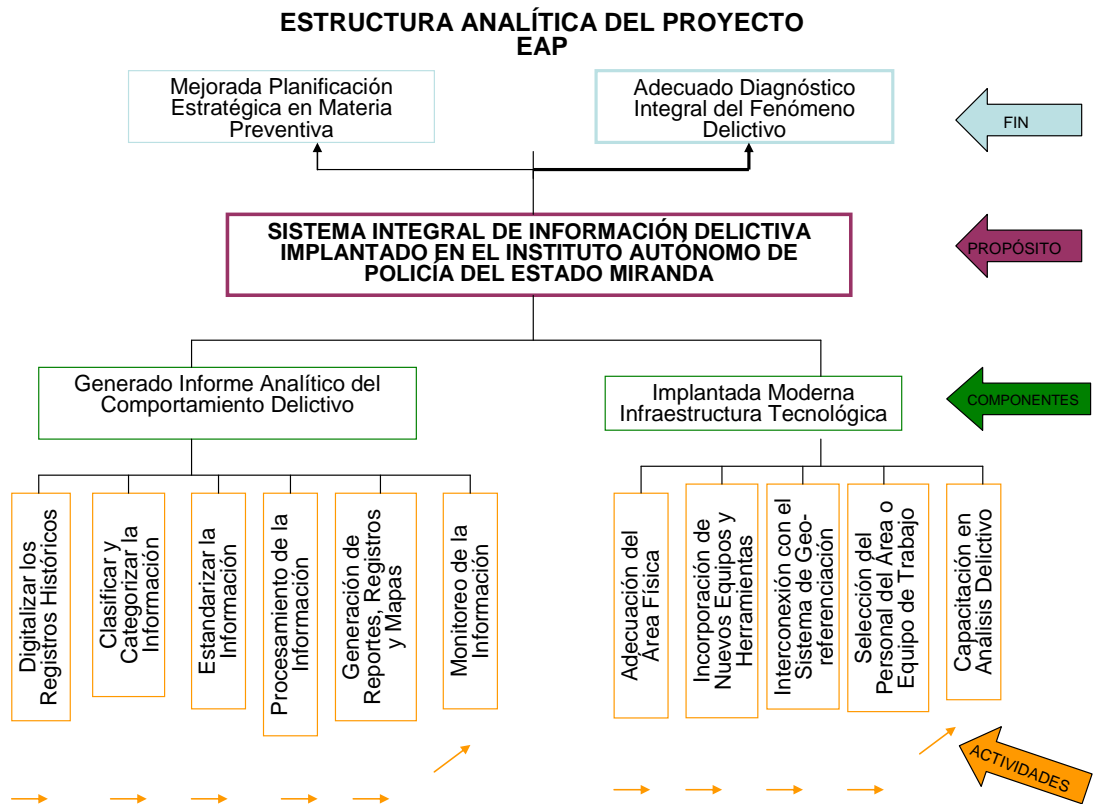 ESTRUCTURA ANALÍTICA DEL PROYECTO
EAP
Mejorada Planificación
Estratégica en Materia
Preventiva
Adecuado Diagnóstico
Integral del Fenómeno
Delictivo
FIN
SISTEMA INTEGRAL DE INFORMACIÓN DELICTIVA
IMPLANTADO EN EL INSTITUTO AUTÓNOMO DE
POLICÍA DEL ESTADO MIRANDA
PROPÓSITO
Generado Informe Analítico del
Comportamiento Delictivo
Implantada Moderna
Infraestructura Tecnológica
COMPONENTES
Digitalizar los
Registros Históricos
Clasificar y
Categorizar la
Información
Estandarizar la
Información
Procesamiento de la
Información
Generación de
Reportes, Registros
y Mapas
Monitoreo de la
Información
Adecuación del
Área Física
Incorporación de
Nuevos Equipos y
Herramientas
Interconexión con el
Sistema de Geo-
referenciación
Selección del
Personal del Área o
Equipo de Trabajo
Capacitación en
Análisis Delictivo
ACTIVIDADES